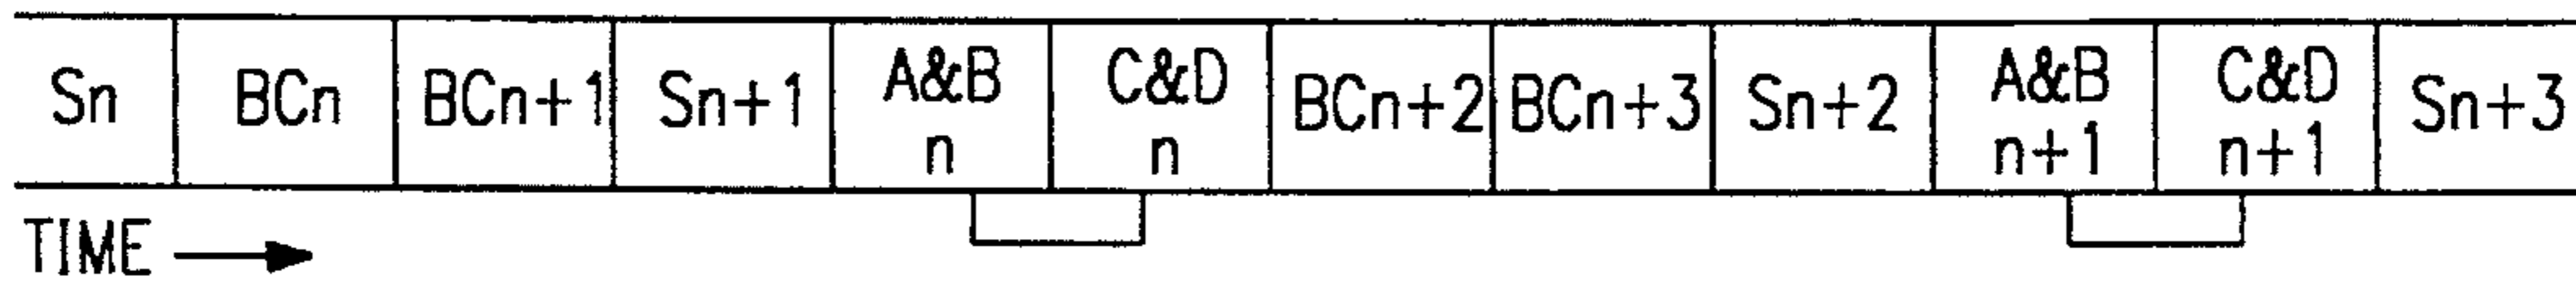 Sn
BCn
BCn+1
Sn+1
A&B
n
C&D
n
BCn+2
BCn+3
Sn+2
A&B
n+1
C&D
n+1
Sn+3
TIME